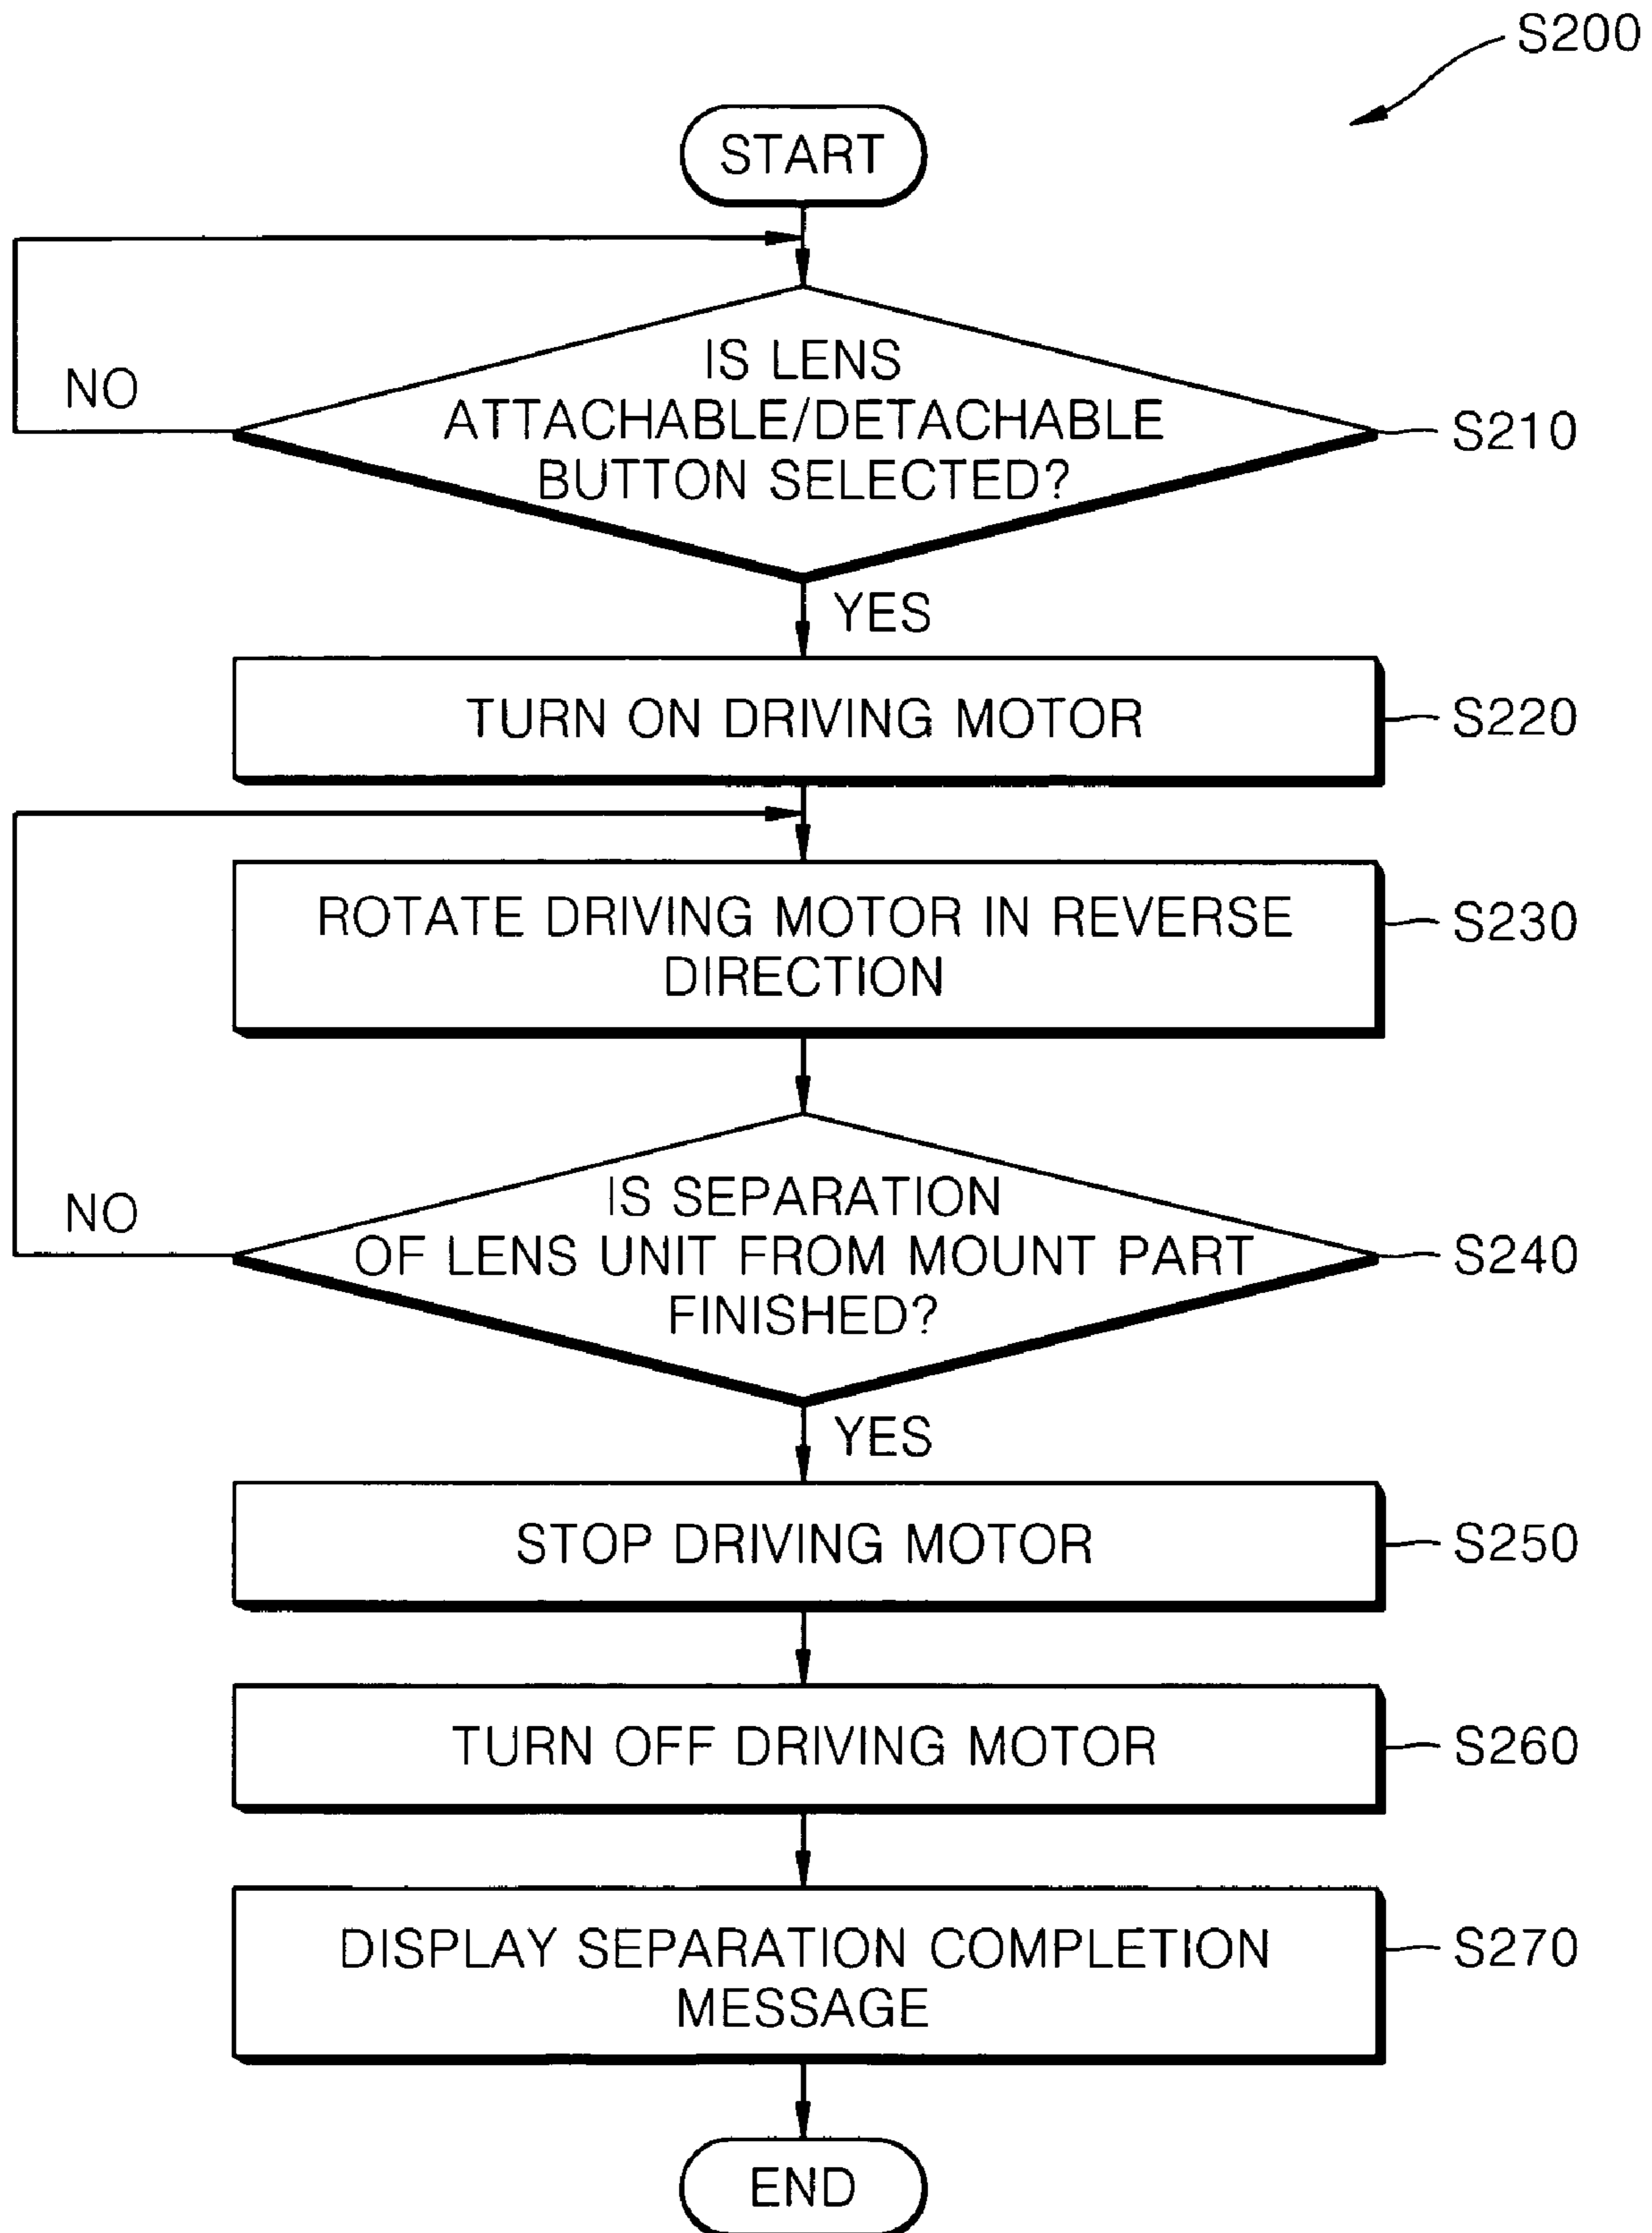 S200
START
IS LENS
ATTACHABLE/DETACHABLE
BUTTON SELECTED?
NO
S210
YES
TURN ON DRIVING MOTOR
S220
ROTATE DRIVING MOTOR IN REVERSE
DIRECTION
S230
IS SEPARATION
OF LENS UNIT FROM MOUNT PART
FINISHED?
NO
S240
YES
STOP DRIVING MOTOR
S250
TURN OFF DRIVING MOTOR
S260
DISPLAY SEPARATION COMPLETION
MESSAGE
S270
END